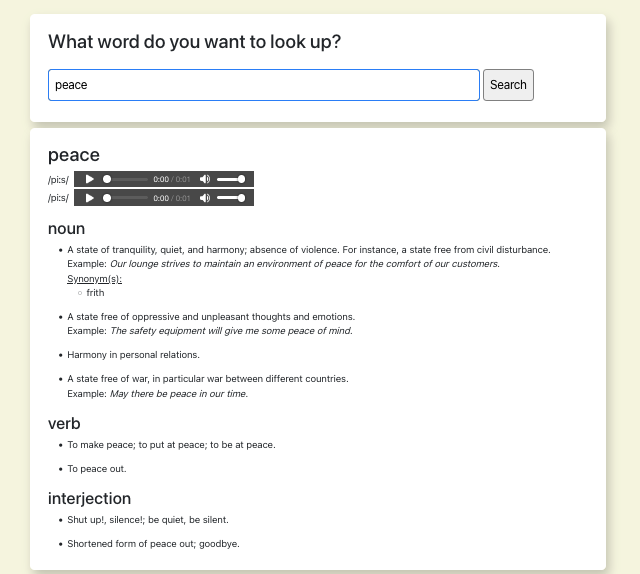 What word do you want to look up?
peace
Search
peace
/piːs/ 0:00 / 0:01
/piːs/ 0:00 / 0:01
noun
• A state of tranquility, quiet, and harmony; absence of violence. For instance, a state free from civil disturbance.
Example: Our lounge strives to maintain an environment of peace for the comfort of our customers.
Synonym(s):
○ frith
• A state free of oppressive and unpleasant thoughts and emotions.
Example: The safety equipment will give me some peace of mind.
• Harmony in personal relations.
• A state free of war, in particular war between different countries.
Example: May there be peace in our time.
verb
• To make peace; to put at peace; to be at peace.
• To peace out.
interjection
• Shut up!, silence!; be quiet, be silent.
• Shortened form of peace out; goodbye.